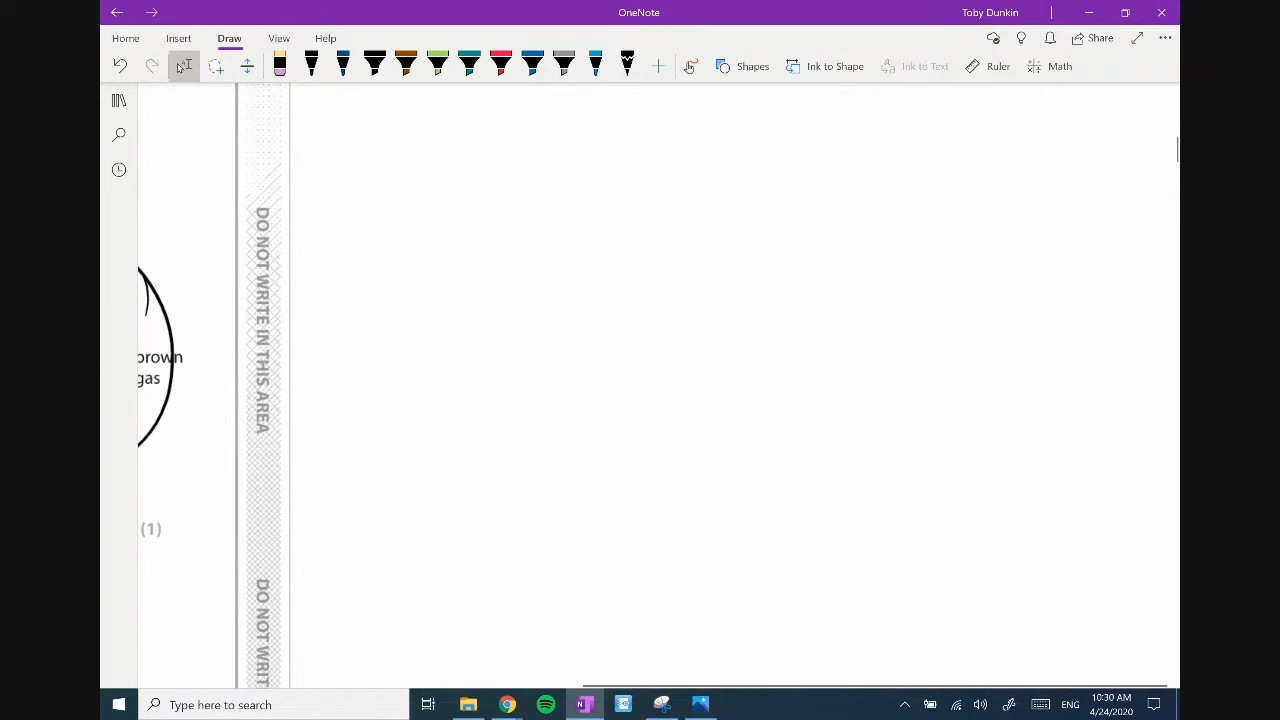 OneNote
Toby Dunkin
Home
Insert
Draw
View
Help
Share
Shapes
Ink to Shape
Ink to Text
Ruler
Math
DO NOT WRITE IN THIS AREA
brown
gas
(1)
DO NOT WRIT
Type here to search
ENG
10:30 AM
4/24/2020